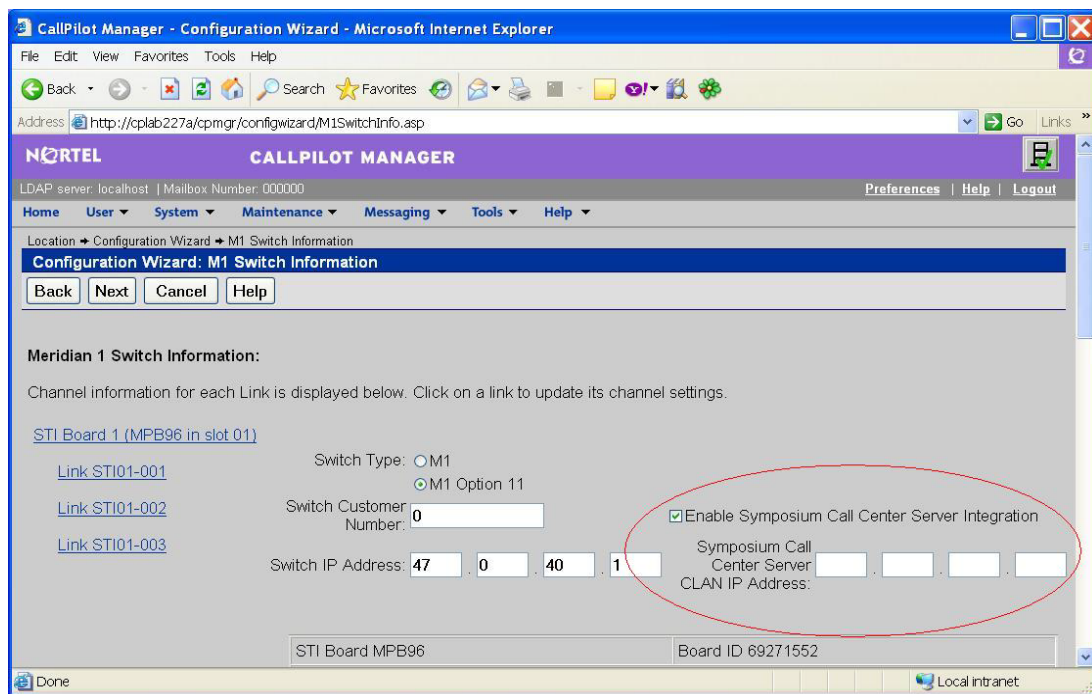 CallPilot Manager - Configuration Wizard - Microsoft Internet Explorer
File Edit View Favorites Tools Help
Back Search Favorites
Address http://cplab227a/cpmgr/configwizard/M1SwitchInfo.asp Go Links »
NORTEL CALLPILOT MANAGER
LDAP server: localhost | Mailbox Number: 000000 Preferences | Help | Logout
Home User System Maintenance Messaging Tools Help
Location → Configuration Wizard → M1 Switch Information
Configuration Wizard: M1 Switch Information
Back Next Cancel Help
Meridian 1 Switch Information:
Channel information for each Link is displayed below. Click on a link to update its channel settings.
STI Board 1 (MPB96 in slot 01)
Link STI01-001
Link STI01-002
Link STI01-003
Switch Type: M1
M1 Option 11
Switch Customer
Number: 0
Switch IP Address: 47 . 0 . 40 . 1
Enable Symposium Call Center Server Integration
Symposium Call
Center Server
CLAN IP Address: . . .
STI Board MPB96 Board ID 69271552
Done Local intranet